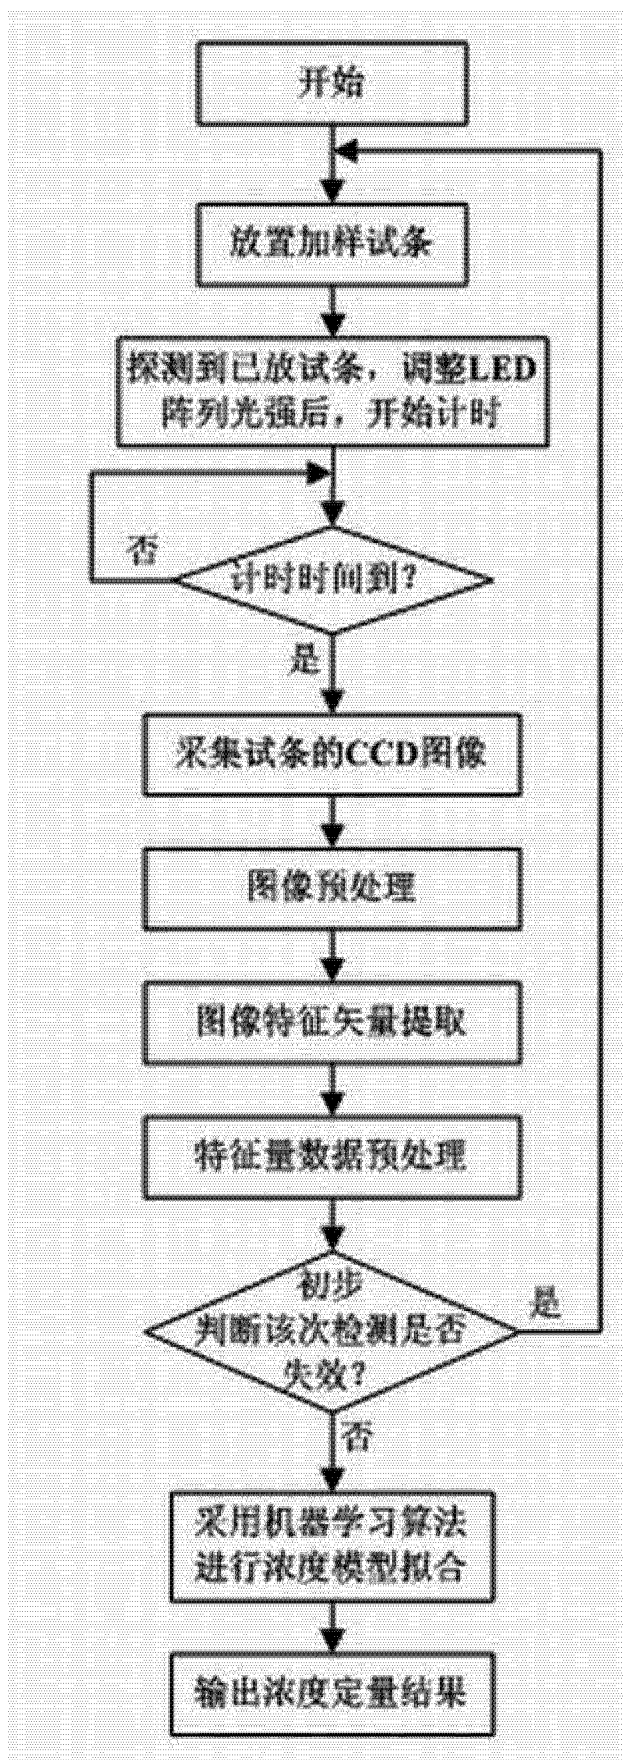 开始
放置加样试条
探测到已放试条，调整LED
阵列光强后，开始计时
否
计时时间到？
是
采集试条的CCD图像
图像预处理
图像特征矢量提取
特征量数据预处理
初步
是
判断该次检测是否
失效？
否
采用机器学习算法
进行浓度模型拟合
输出浓度定量结果